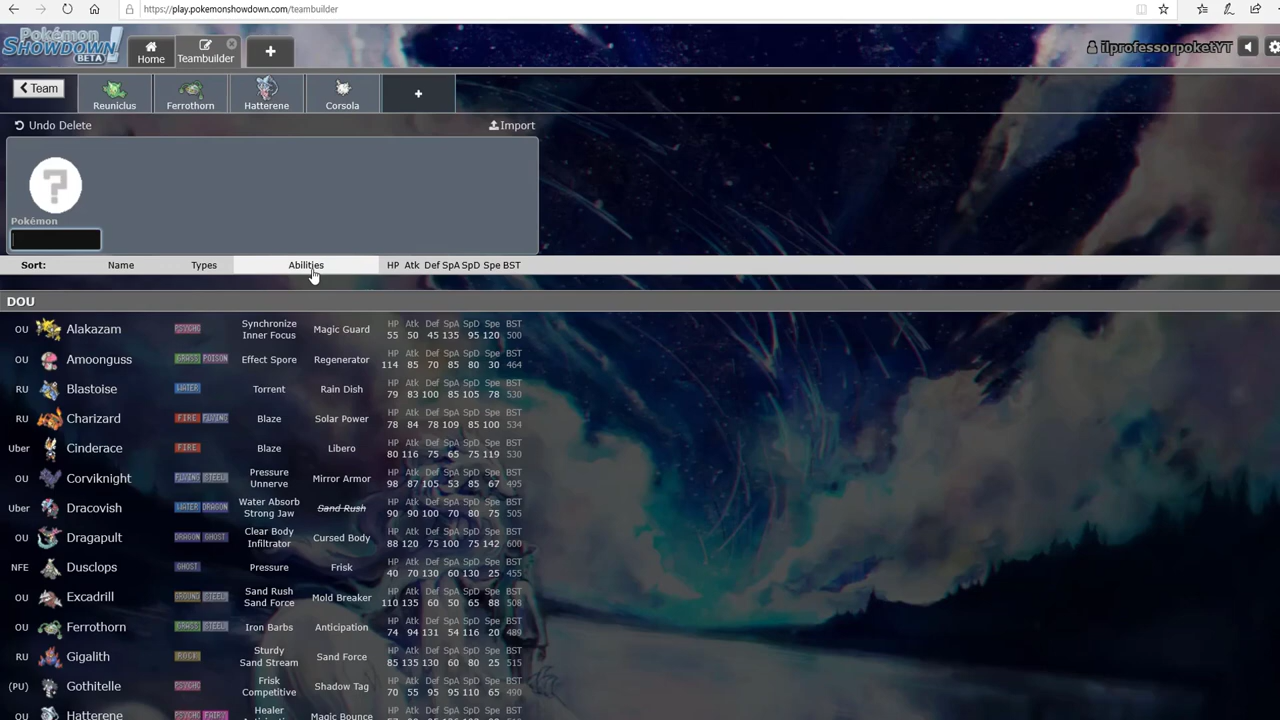 https://play.pokemonshowdown.com/teambuilder
Pokémon
SHOWDOWN!
BETA
Home
Teambuilder
+
ilprofessorpoketYT
Team
Reuniclus
Ferrothorn
Hatterene
Corsola
+
Undo Delete
Import
?
Pokémon
Sort: Name Types Abilities HP Atk Def SpA SpD Spe BST
DOU
OU Alakazam PSYCHC Synchronize Inner Focus Magic Guard HP 55 Atk 50 Def 45 SpA 135 SpD 95 Spe 120 BST 500
OU Amoonguss GRASS POISON Effect Spore Regenerator HP 114 Atk 85 Def 70 SpA 85 SpD 80 Spe 30 BST 464
RU Blastoise WATER Torrent Rain Dish HP 79 Atk 83 Def 100 SpA 85 SpD 105 Spe 78 BST 530
RU Charizard FIRE FLYING Blaze Solar Power HP 78 Atk 84 Def 78 SpA 109 SpD 85 Spe 100 BST 534
Uber Cinderace FIRE Blaze Libero HP 80 Atk 116 Def 75 SpA 65 SpD 75 Spe 119 BST 530
OU Corviknight FLYING STEEL Pressure Unnerve Mirror Armor HP 98 Atk 87 Def 105 SpA 53 SpD 85 Spe 67 BST 495
Uber Dracovish WATER DRAGON Water Absorb Strong Jaw Sand Rush HP 90 Atk 90 Def 100 SpA 70 SpD 80 Spe 75 BST 505
OU Dragapult DRAGON GHOST Clear Body Infiltrator Cursed Body HP 88 Atk 120 Def 75 SpA 100 SpD 75 Spe 142 BST 600
NFE Dusclops GHOST Pressure Frisk HP 40 Atk 70 Def 130 SpA 60 SpD 130 Spe 25 BST 455
OU Excadrill GROUND STEEL Sand Rush Sand Force Mold Breaker HP 110 Atk 135 Def 60 SpA 50 SpD 65 Spe 88 BST 508
OU Ferrothorn GRASS STEEL Iron Barbs Anticipation HP 74 Atk 94 Def 131 SpA 54 SpD 116 Spe 20 BST 489
RU Gigalith ROCK Sturdy Sand Stream Sand Force HP 85 Atk 135 Def 130 SpA 60 SpD 80 Spe 25 BST 515
(PU) Gothitelle PSYCHC Frisk Competitive Shadow Tag HP 70 Atk 55 Def 95 SpA 95 SpD 110 Spe 65 BST 490
OU Hatterene PSYCHC FAIRY Healer Magic Bounce HP Atk Def SpA SpD Spe BST